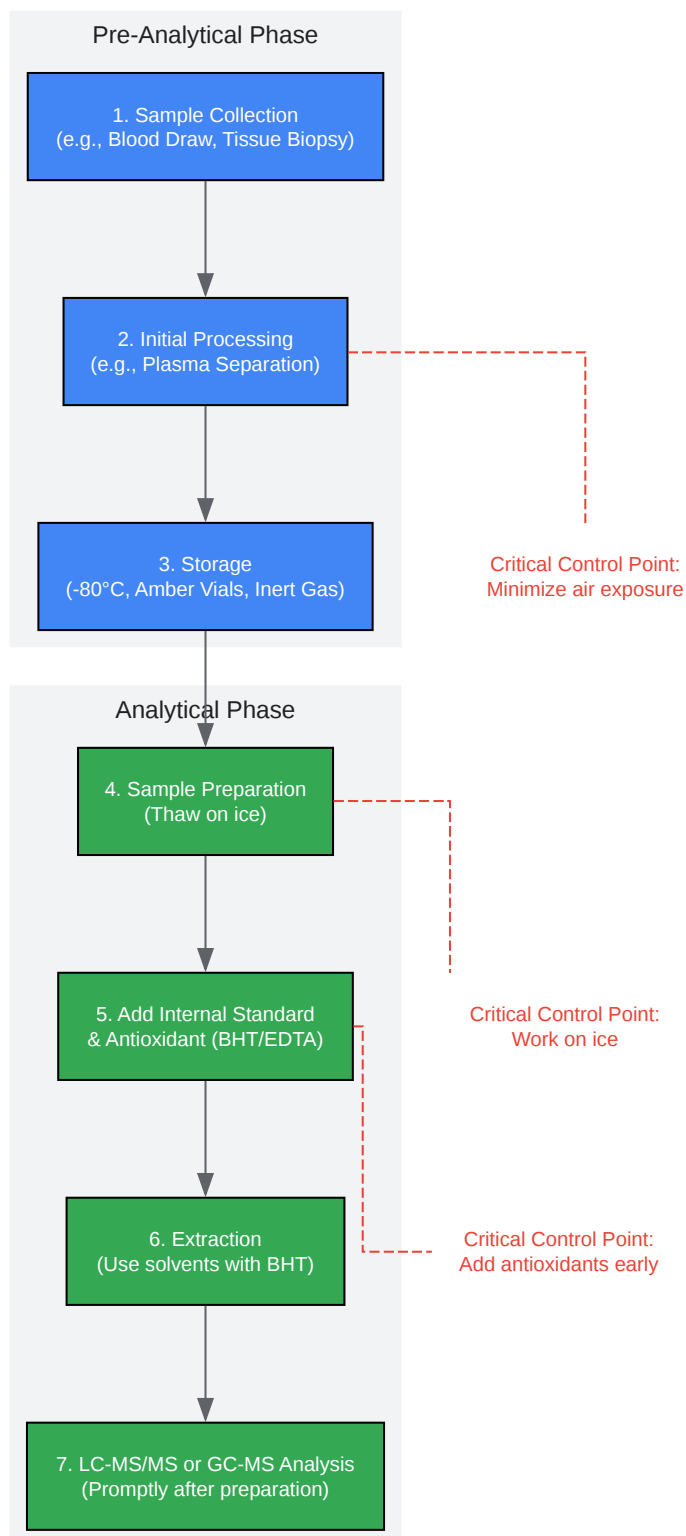 Pre-Analytical Phase
1. Sample Collection
(e.g., Blood Draw, Tissue Biopsy)
2. Initial Processing
(e.g., Plasma Separation)
3. Storage
(-80°C, Amber Vials, Inert Gas)
Critical Control Point:
Minimize air exposure
Analytical Phase
4. Sample Preparation
(Thaw on ice)
5. Add Internal Standard
& Antioxidant (BHT/EDTA)
Critical Control Point:
Work on ice
6. Extraction
(Use solvents with BHT)
Critical Control Point:
Add antioxidants early
7. LC-MS/MS or GC-MS Analysis
(Promptly after preparation)